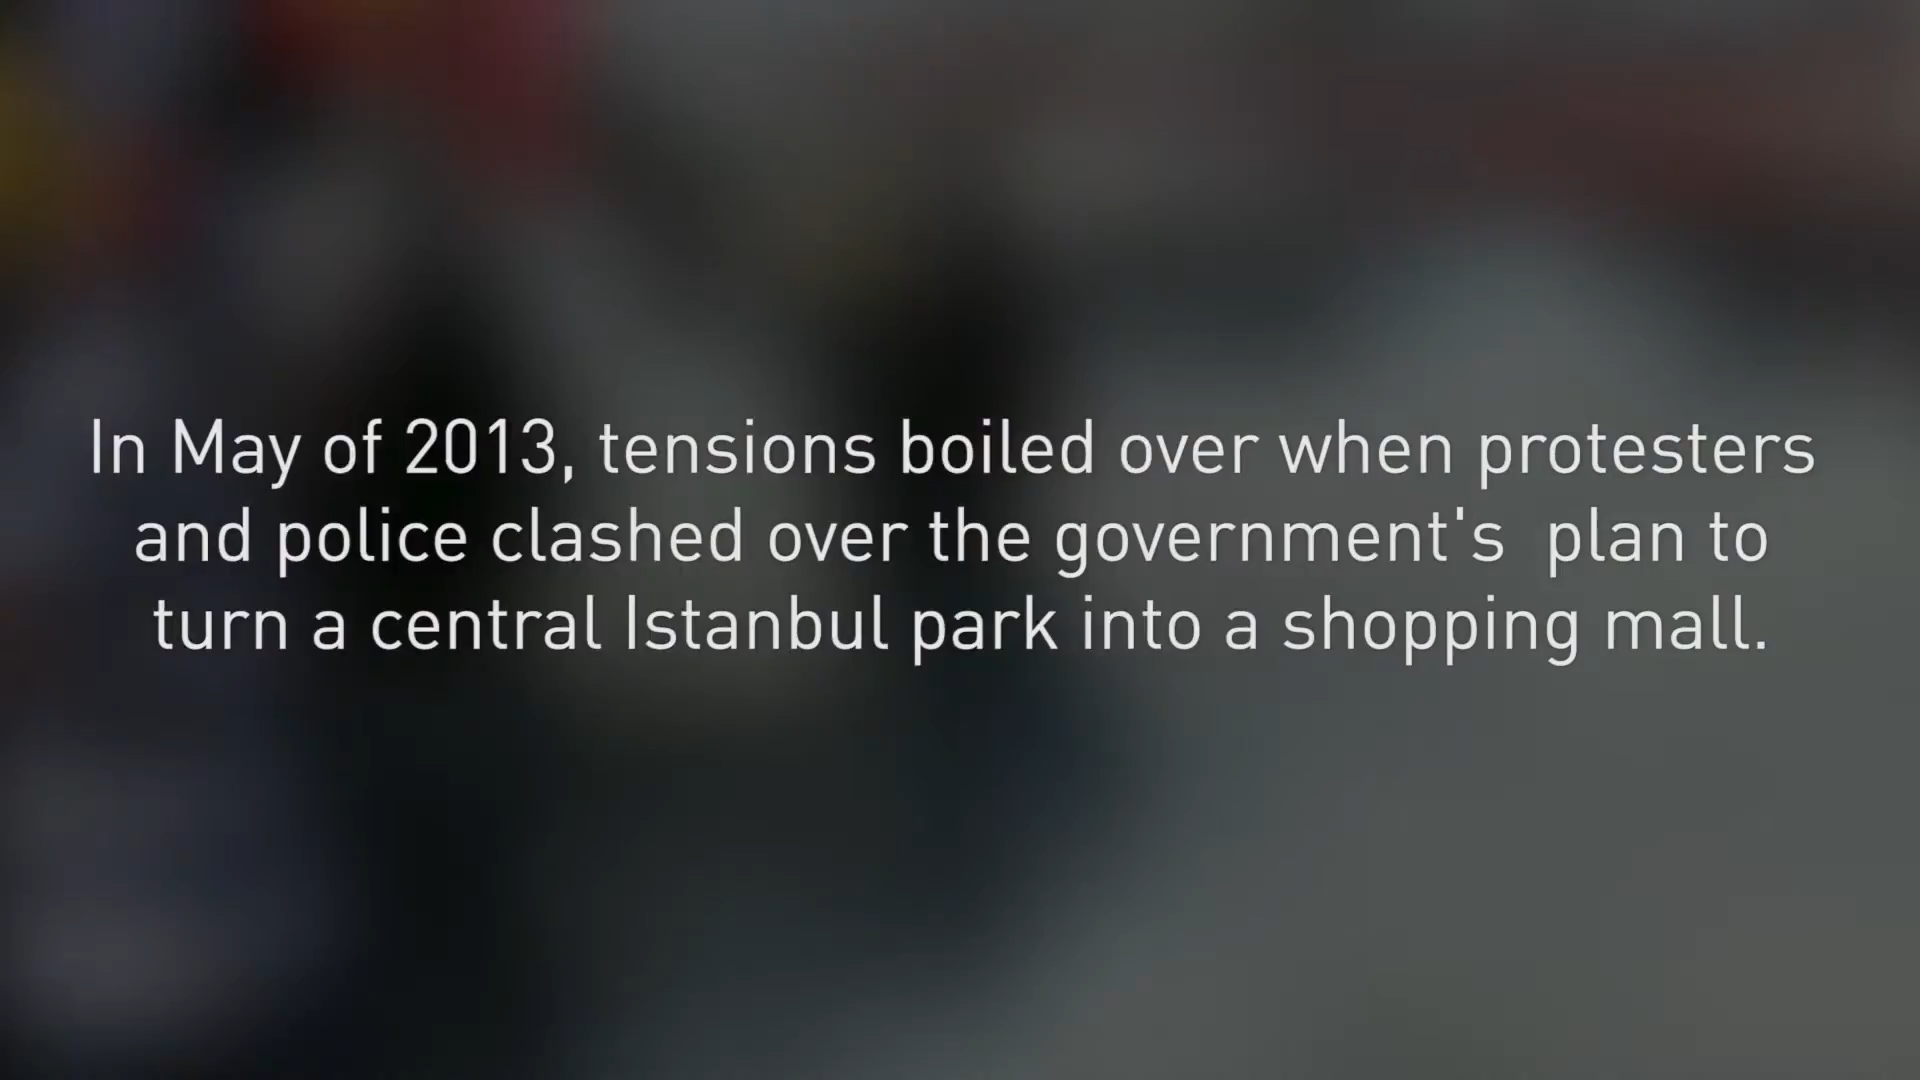 In May of 2013, tensions boiled over when protesters
and police clashed over the government's  plan to
turn a central Istanbul park into a shopping mall.